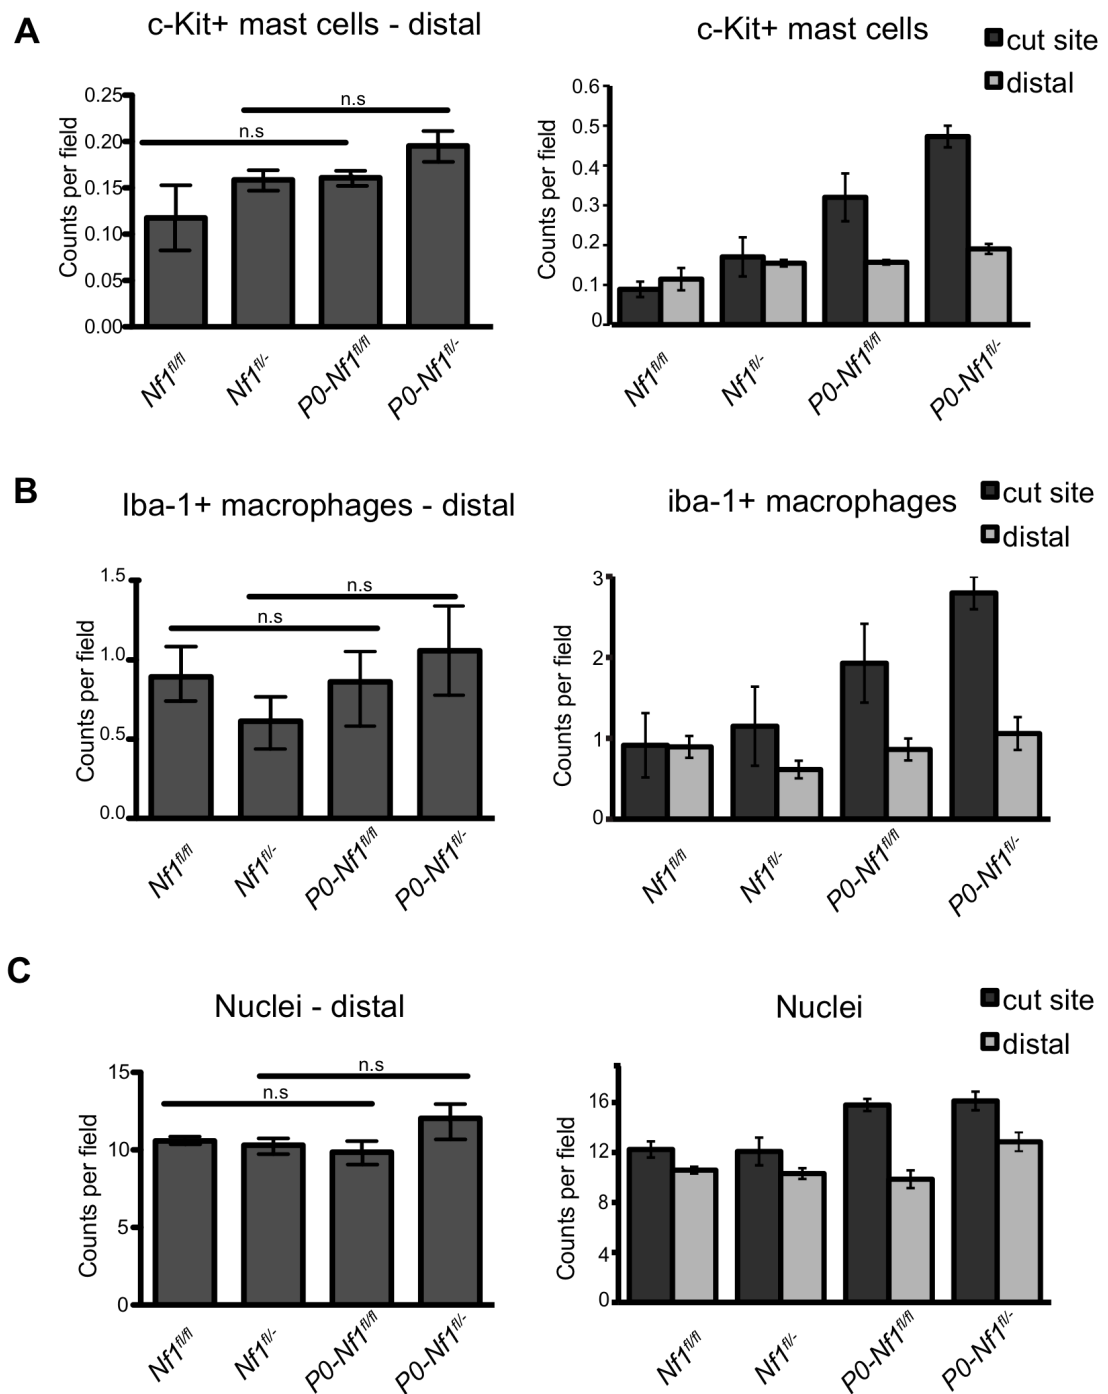 A
c-Kit+ mast cells - distal
Counts per field
0.25
0.20
0.15
0.10
0.05
0.00
n.s
n.s
Nf1fl/fl
Nf1fl/-
P0-Nf1fl/fl
P0-Nf1fl/-
c-Kit+ mast cells
cut site
distal
Counts per field
0.6
0.5
0.4
0.3
0.2
0.1
0
Nf1fl/fl
Nf1fl/-
P0-Nf1fl/fl
P0-Nf1fl/-
B
Iba-1+ macrophages - distal
Counts per field
1.5
1.0
0.5
0.0
n.s
n.s
Nf1fl/fl
Nf1fl/-
P0-Nf1fl/fl
P0-Nf1fl/-
iba-1+ macrophages
cut site
distal
Counts per field
3
2
1
0
Nf1fl/fl
Nf1fl/-
P0-Nf1fl/fl
P0-Nf1fl/-
C
Nuclei - distal
Counts per field
15
10
5
0
n.s
n.s
Nf1fl/fl
Nf1fl/-
P0-Nf1fl/fl
P0-Nf1fl/-
Nuclei
cut site
distal
Counts per field
16
12
8
4
0
Nf1fl/fl
Nf1fl/-
P0-Nf1fl/fl
P0-Nf1fl/-